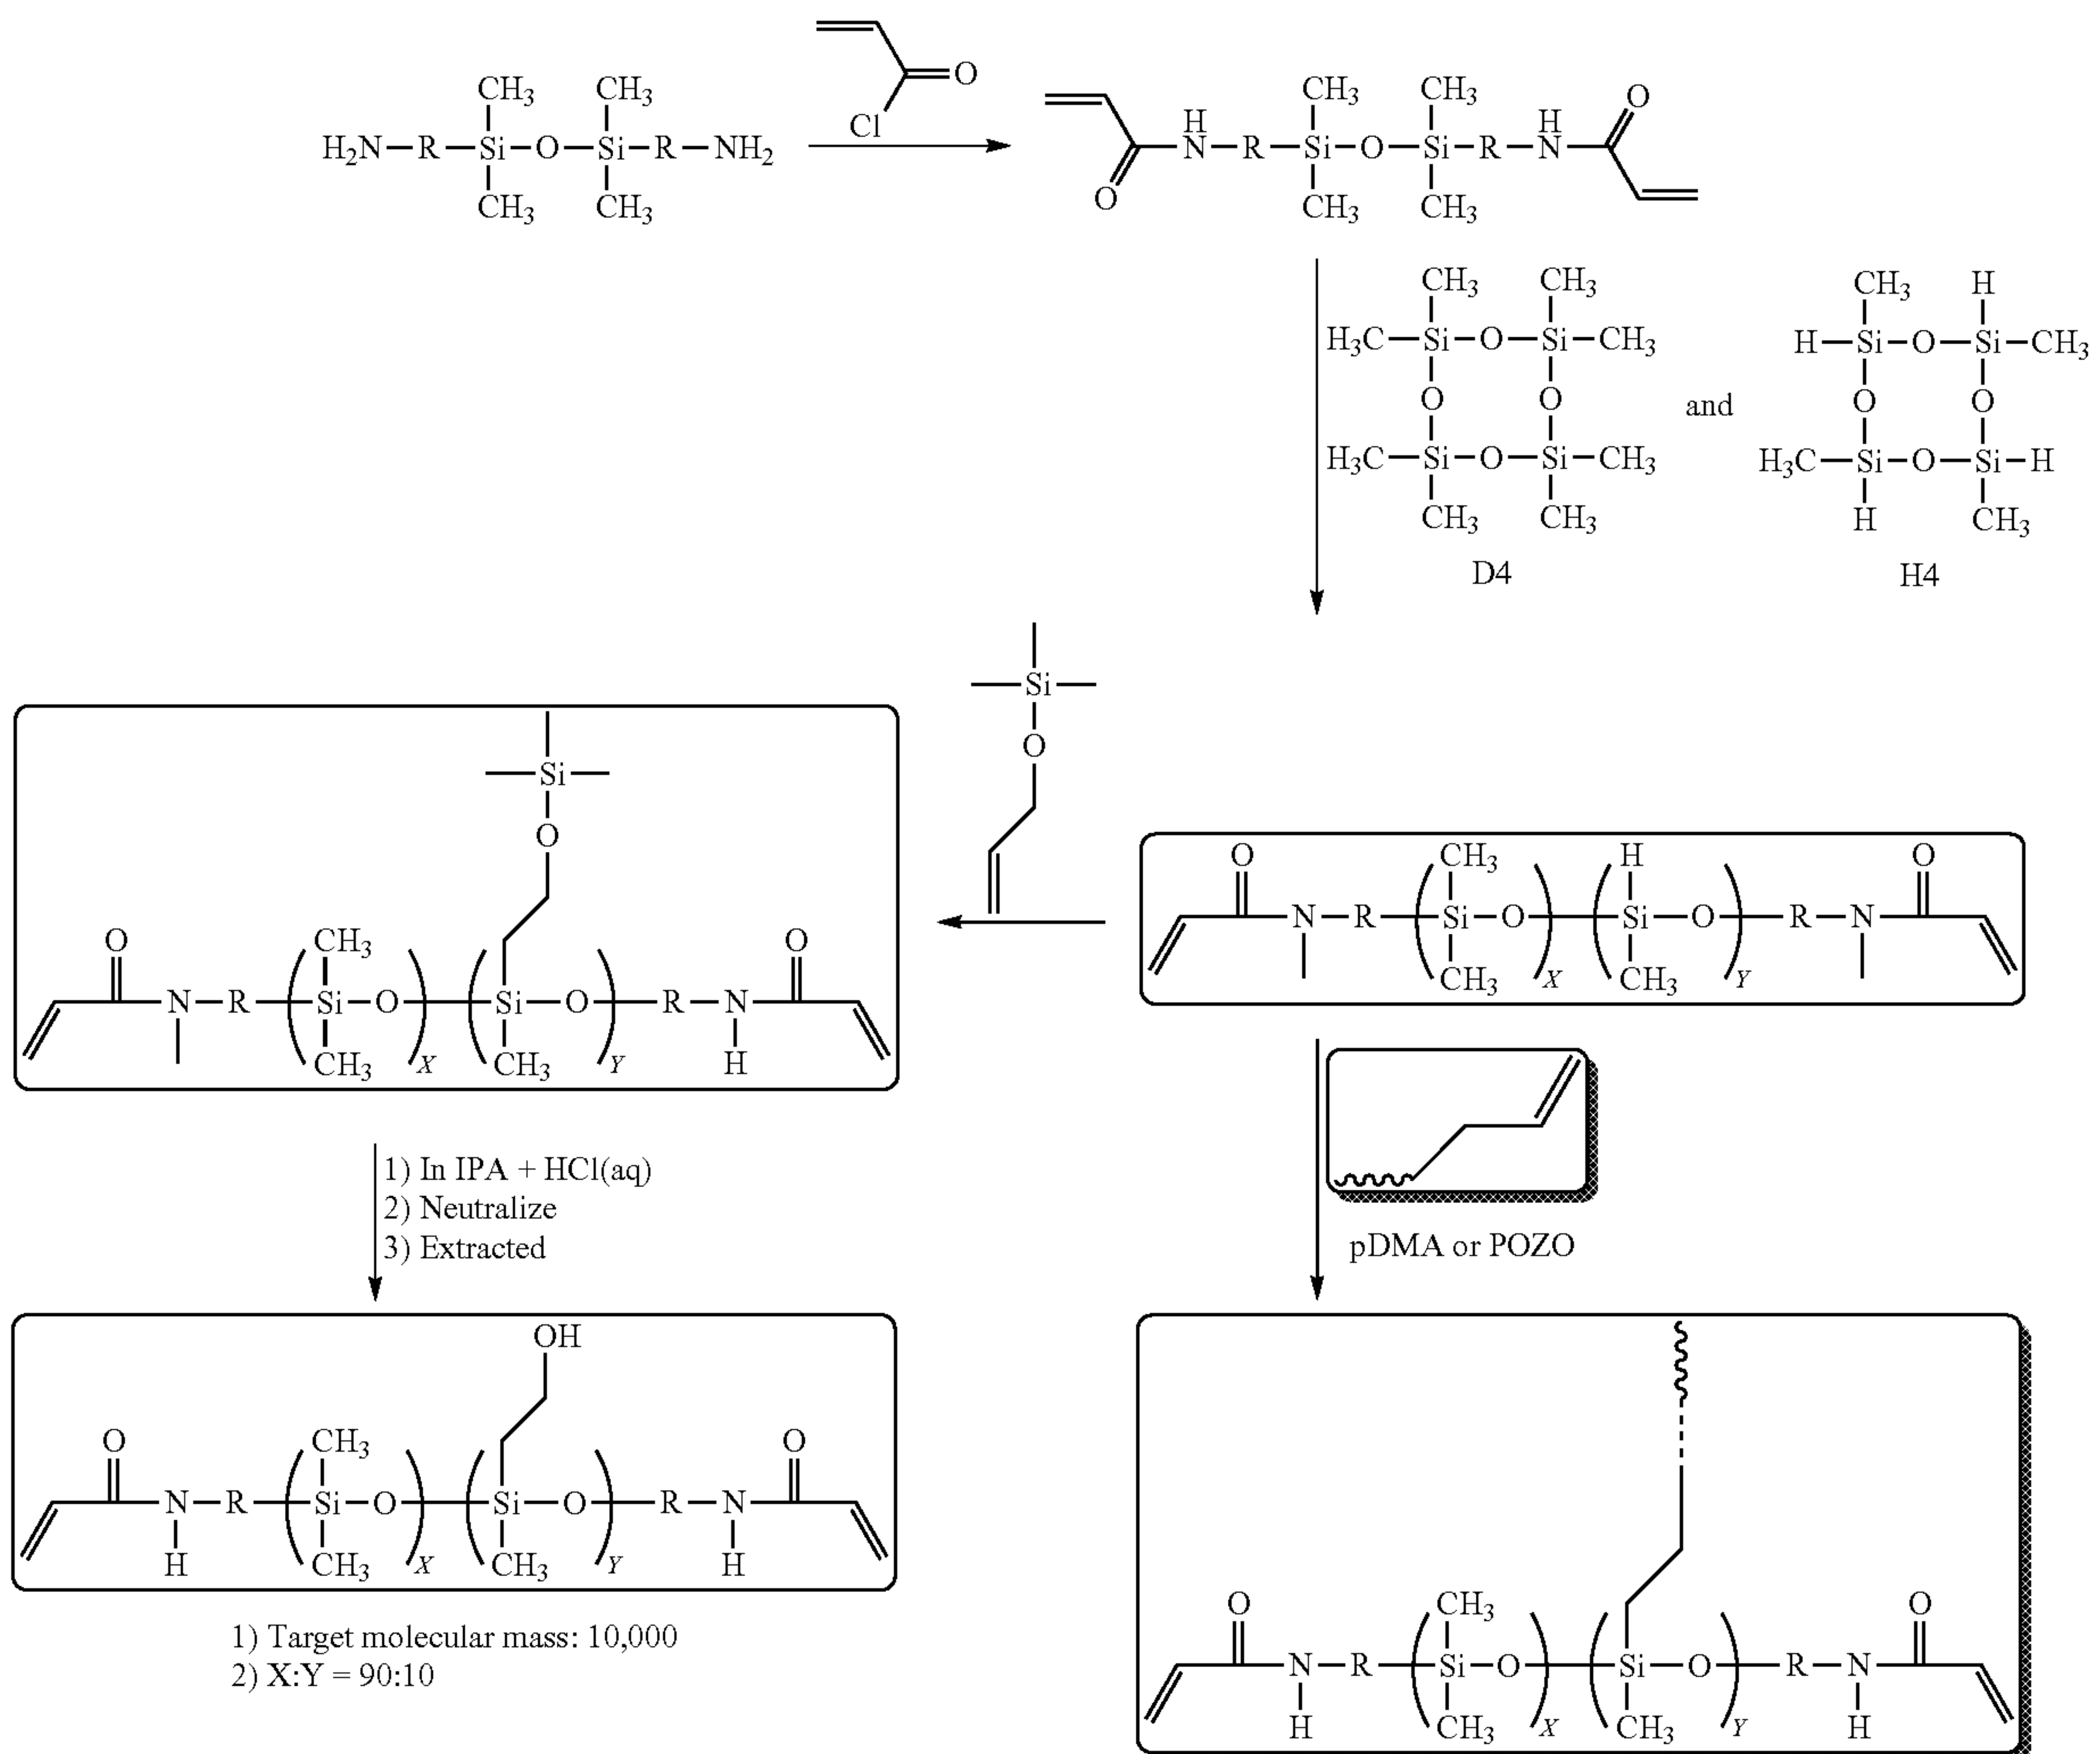 O
Cl
CH3 CH3
H2N R Si O Si R NH2
CH3 CH3
CH3 CH3 O
H H
N R Si O Si R N
O CH3 CH3
CH3 CH3
H3C Si O Si CH3
O O
H3C Si O Si CH3
CH3 CH3
D4
and
CH3 H
H Si O Si CH3
O O
H3C Si O Si H
H CH3
H4
Si
O
Si
O
O CH3 O
N R Si O X Si O Y R N
CH3 CH3 H
O CH3 H O
N R Si O X Si O Y R N
CH3 CH3
1) In IPA + HCl(aq)
2) Neutralize
3) Extracted
pDMA or POZO
OH
O CH3 O
N R Si O X Si O Y R N
H CH3 CH3 H
1) Target molecular mass: 10,000
2) X:Y = 90:10
O CH3 O
N R Si O X Si O Y R N
H CH3 CH3 H